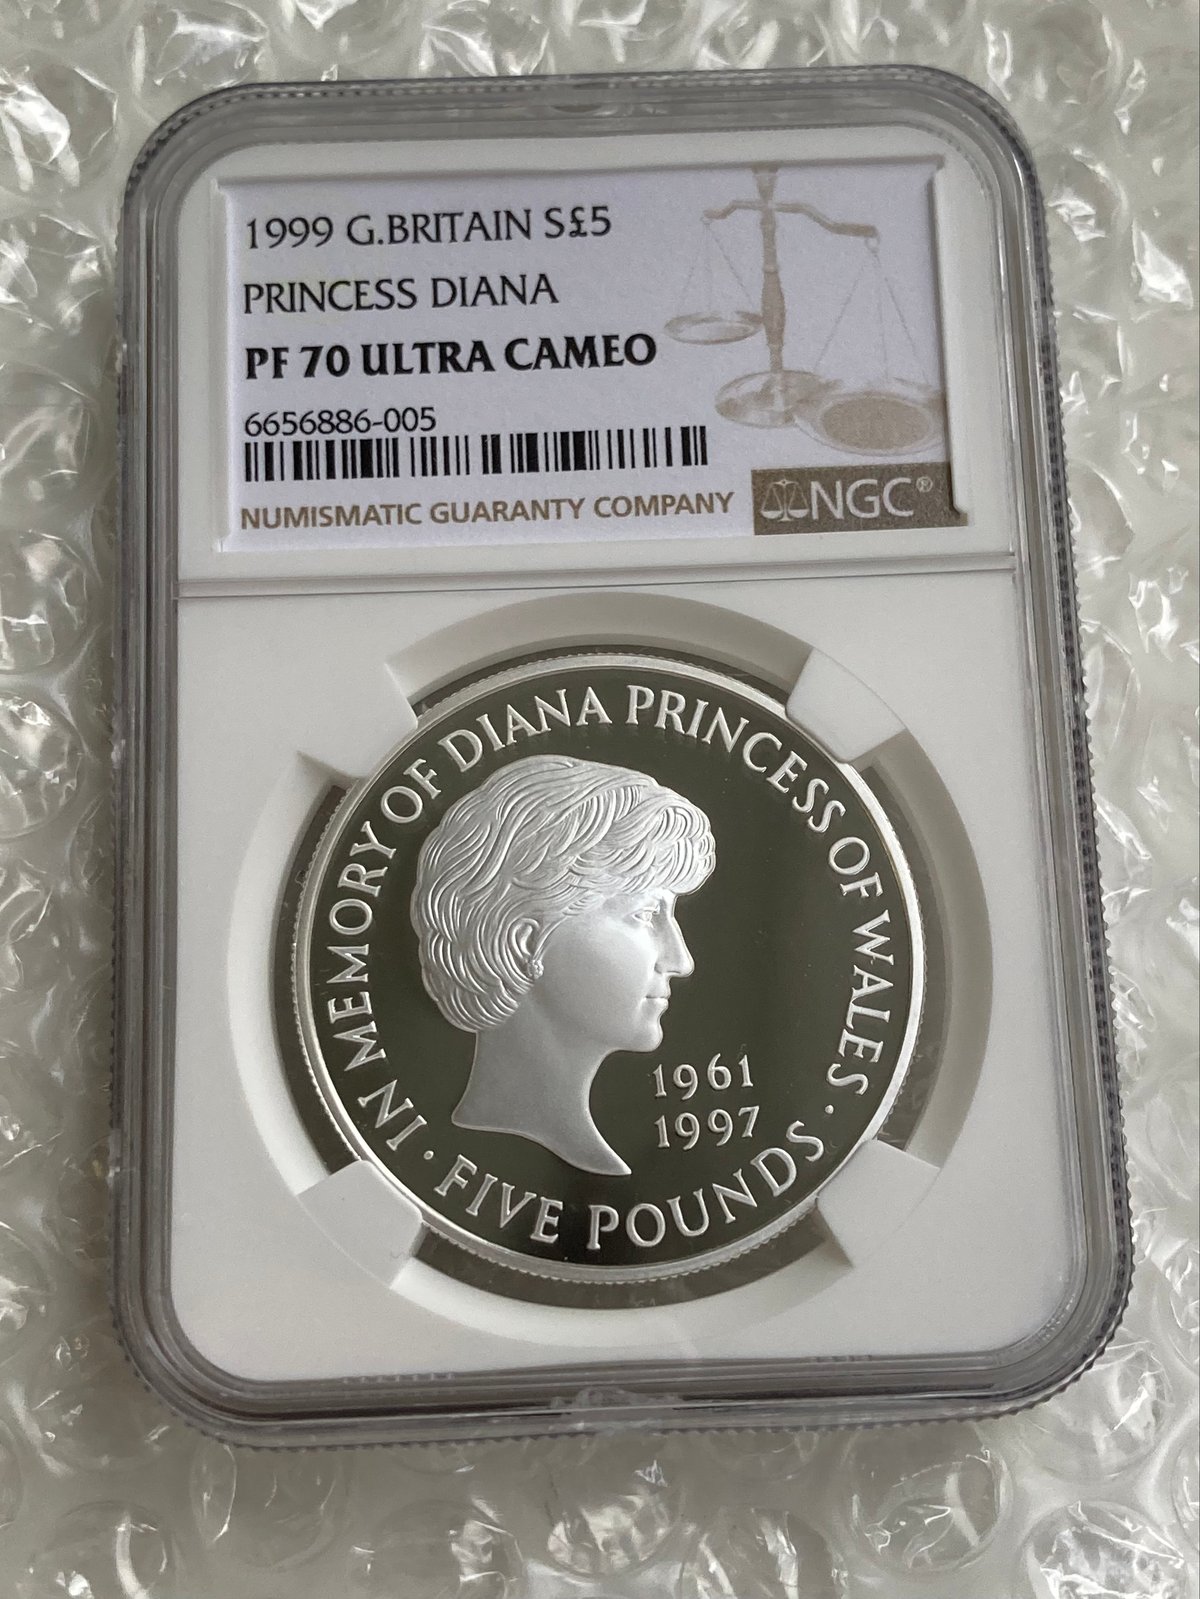 1999 G.BRITAIN S£5
PRINCESS DIANA
PF 70 ULTRA CAMEO
6656886-005
NUMISMATIC GUARANTY COMPANY
NGC®
IN MEMORY OF DIANA PRINCESS OF WALES ·
1961
1997
· FIVE POUNDS